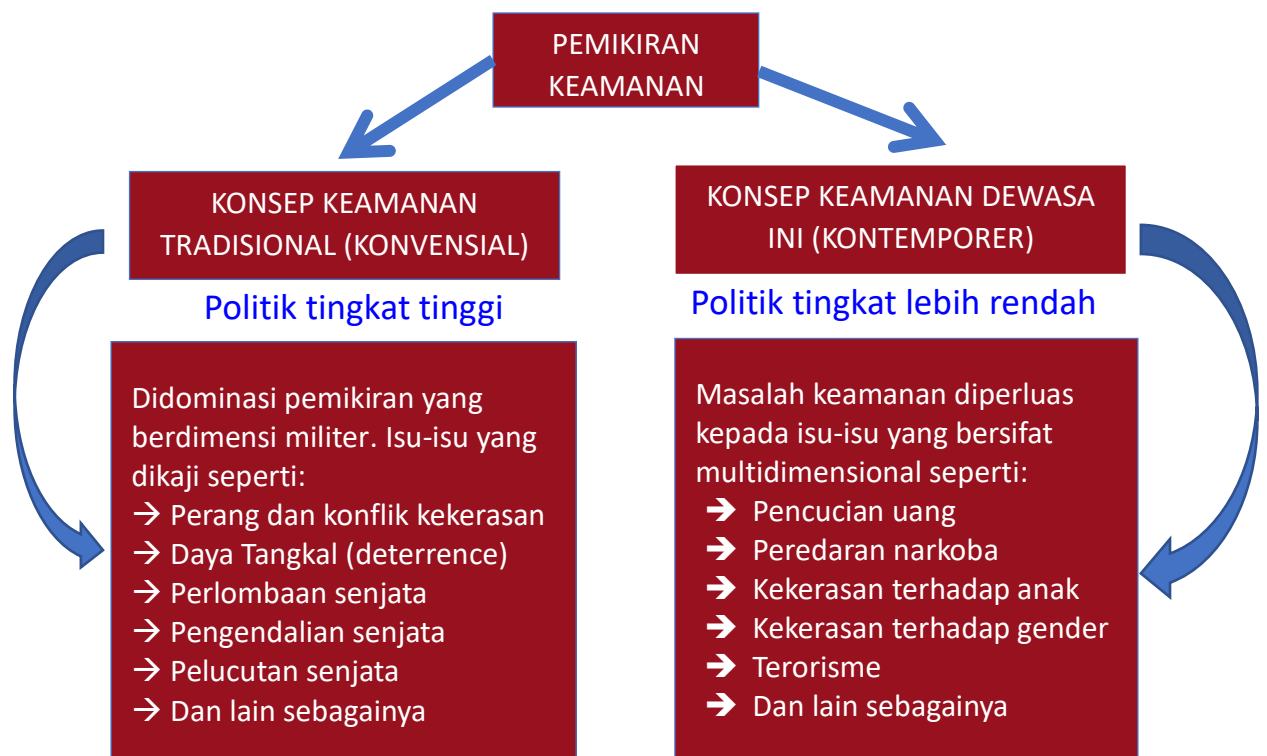 PEMIKIRAN
KEAMANAN
KONSEP KEAMANAN
TRADISIONAL (KONVENSIAL)
Politik tingkat tinggi
Didominasi pemikiran yang
berdimensi militer. Isu-isu yang
dikaji seperti:
→ Perang dan konflik kekerasan
→ Daya Tangkal (deterrence)
→ Perlombaan senjata
→ Pengendalian senjata
→ Pelucutan senjata
→ Dan lain sebagainya
KONSEP KEAMANAN DEWASA
INI (KONTEMPORER)
Politik tingkat lebih rendah
Masalah keamanan diperluas
kepada isu-isu yang bersifat
multidimensional seperti:
➔ Pencucian uang
➔ Peredaran narkoba
➔ Kekerasan terhadap anak
➔ Kekerasan terhadap gender
➔ Terorisme
➔ Dan lain sebagainya